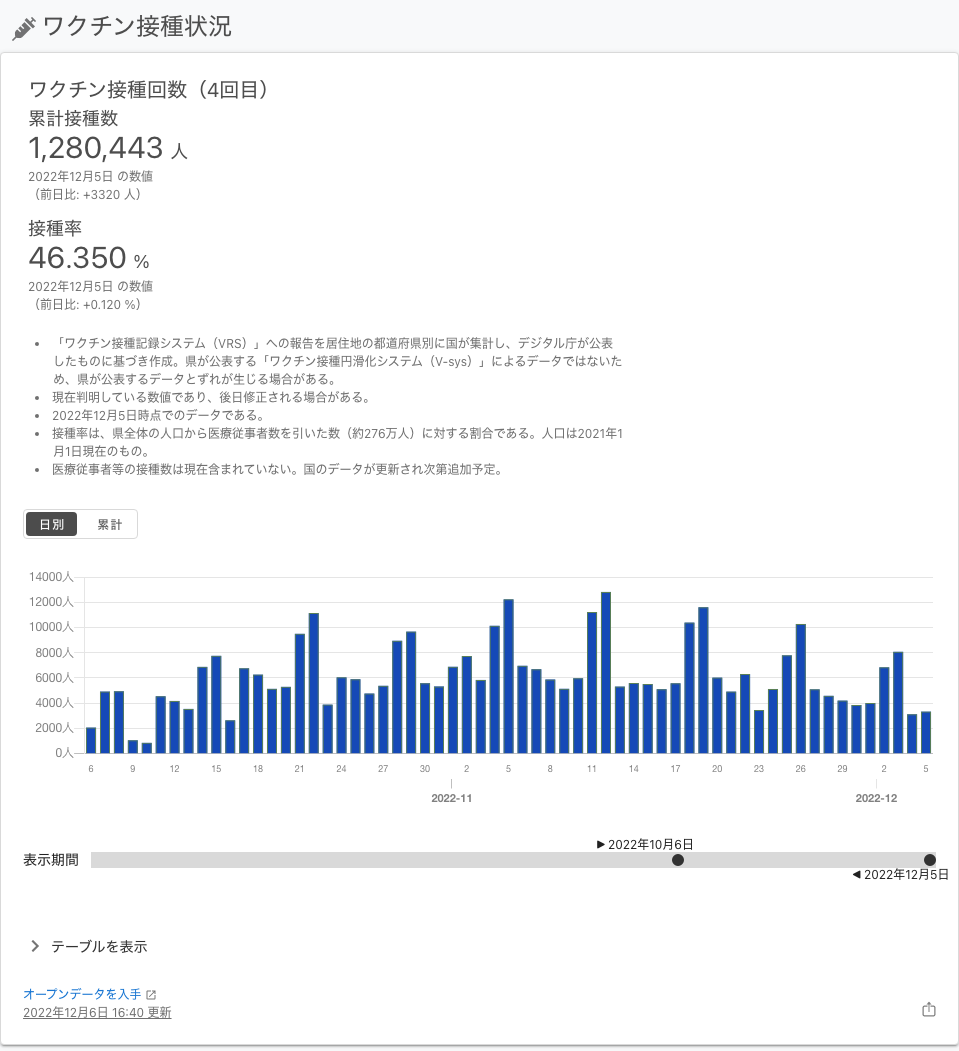 ワクチン接種状況
ワクチン接種回数（4回目）
累計接種数
1,280,443 人
2022年12月5日 の数値
（前日比: +3320 人）
接種率
46.350 %
2022年12月5日 の数値
（前日比: +0.120 %）
• 「ワクチン接種記録システム（VRS）」への報告を居住地の都道府県別に国が集計し、デジタル庁が公表
したものに基づき作成。県が公表する「ワクチン接種円滑化システム（V-sys）」によるデータではないた
め、県が公表するデータとずれが生じる場合がある。
• 現在判明している数値であり、後日修正される場合がある。
• 2022年12月5日時点でのデータである。
• 接種率は、県全体の人口から医療従事者数を引いた数（約276万人）に対する割合である。人口は2021年1
月1日現在のもの。
• 医療従事者等の接種数は現在含まれていない。国のデータが更新され次第追加予定。
日別 累計
14000人
12000人
10000人
8000人
6000人
4000人
2000人
0人
6 9 12 15 18 21 24 27 30 2 5 8 11 14 17 20 23 26 29 2 5
2022-11 2022-12
▶ 2022年10月6日
表示期間
◀ 2022年12月5日
テーブルを表示
オープンデータを入手
2022年12月6日 16:40 更新